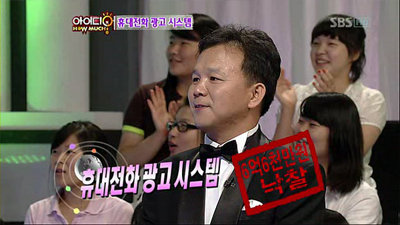 아이디어
HOW MUCH
휴대전화 광고 시스템
SBS HD
휴대전화 광고 시스템
6억6천만원
낙찰